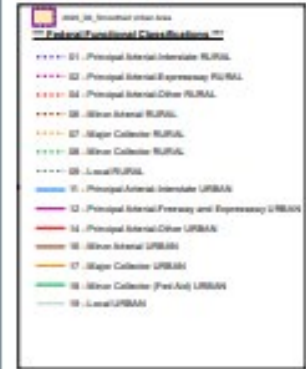 Smoothed Urban Area
*** Federal Functional Classifications ***
01 - Principal Arterial-Interstate RURAL
02 - Principal Arterial-Expressway RURAL
04 - Principal Arterial-Other RURAL
06 - Minor Arterial RURAL
07 - Major Collector RURAL
08 - Minor Collector RURAL
09 - Local RURAL
11 - Principal Arterial-Interstate URBAN
12 - Principal Arterial-Freeway and Expressway URBAN
14 - Principal Arterial-Other URBAN
16 - Minor Arterial URBAN
17 - Major Collector URBAN
18 - Minor Collector (Fed Aid) URBAN
19 - Local URBAN